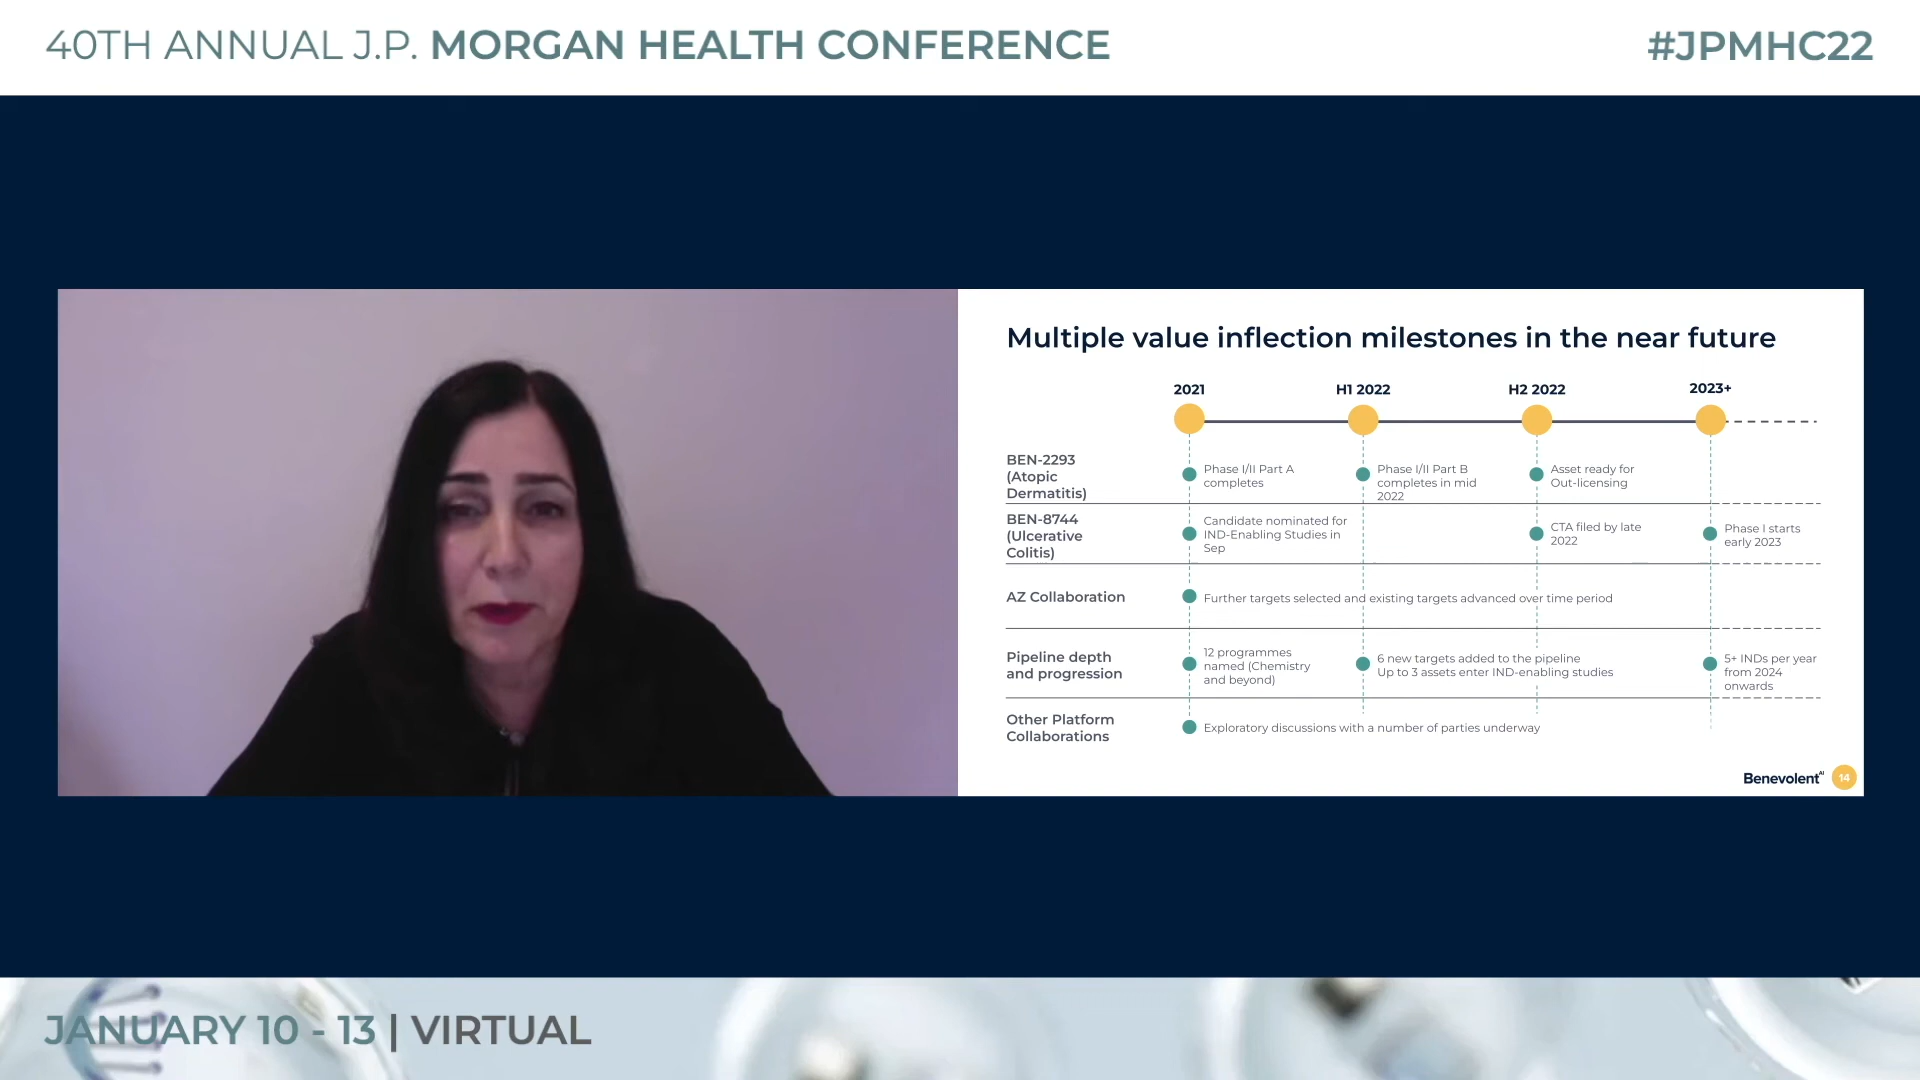 40TH ANNUAL J.P. MORGAN HEALTH CONFERENCE
#JPMHC22
Multiple value inflection milestones in the near future
2021
H1 2022
H2 2022
2023+
BEN-2293
(Atopic
Dermatitis)
Phase I/II Part A
completes
Phase I/II Part B
completes in mid
2022
Asset ready for
Out-licensing
BEN-8744
(Ulcerative
Colitis)
Candidate nominated for
IND-Enabling Studies in
Sep
CTA filed by late
2022
Phase I starts
early 2023
AZ Collaboration
Further targets selected and existing targets advanced over time period
Pipeline depth
and progression
12 programmes
named (Chemistry
and beyond)
6 new targets added to the pipeline
Up to 3 assets enter IND-enabling studies
5+ INDs per year
from 2024
onwards
Other Platform
Collaborations
Exploratory discussions with a number of parties underway
Benevolent AI
14
JANUARY 10 - 13 | VIRTUAL